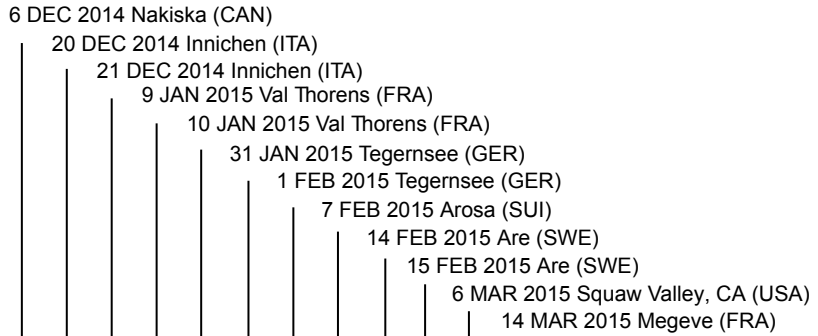 6 DEC 2014 Nakiska (CAN)
20 DEC 2014 Innichen (ITA)
21 DEC 2014 Innichen (ITA)
9 JAN 2015 Val Thorens (FRA)
10 JAN 2015 Val Thorens (FRA)
31 JAN 2015 Tegernsee (GER)
1 FEB 2015 Tegernsee (GER)
7 FEB 2015 Arosa (SUI)
14 FEB 2015 Are (SWE)
15 FEB 2015 Are (SWE)
6 MAR 2015 Squaw Valley, CA (USA)
14 MAR 2015 Megeve (FRA)